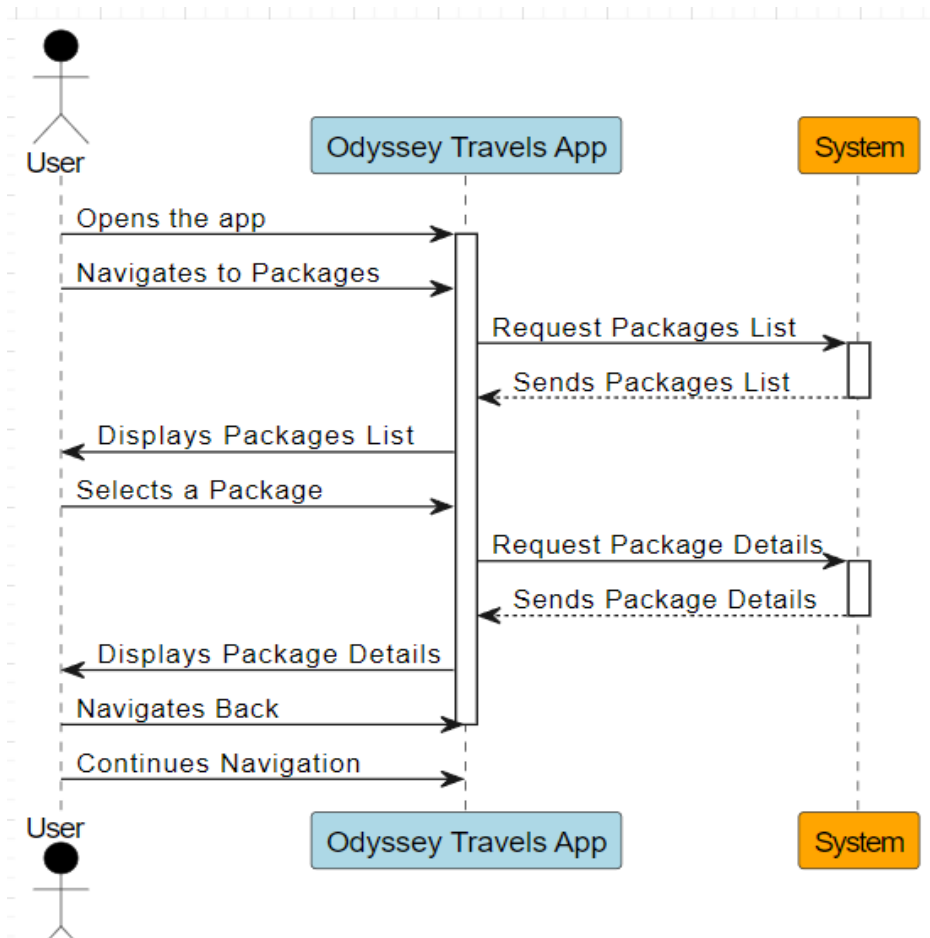 User
Odyssey Travels App
System
Opens the app
Navigates to Packages
Request Packages List
Sends Packages List
Displays Packages List
Selects a Package
Request Package Details
Sends Package Details
Displays Package Details
Navigates Back
Continues Navigation
User
Odyssey Travels App
System